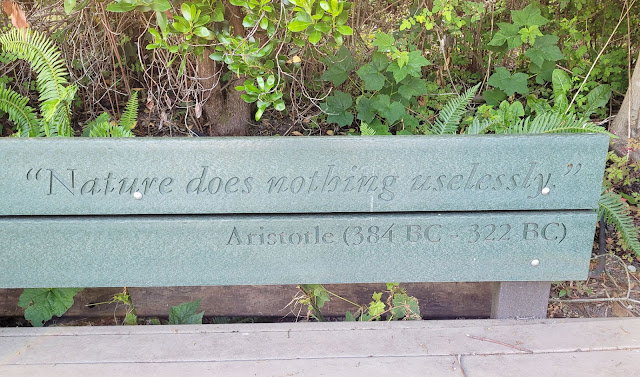 “Nature does nothing uselessly.”
Aristotle (384 BC - 322 BC)